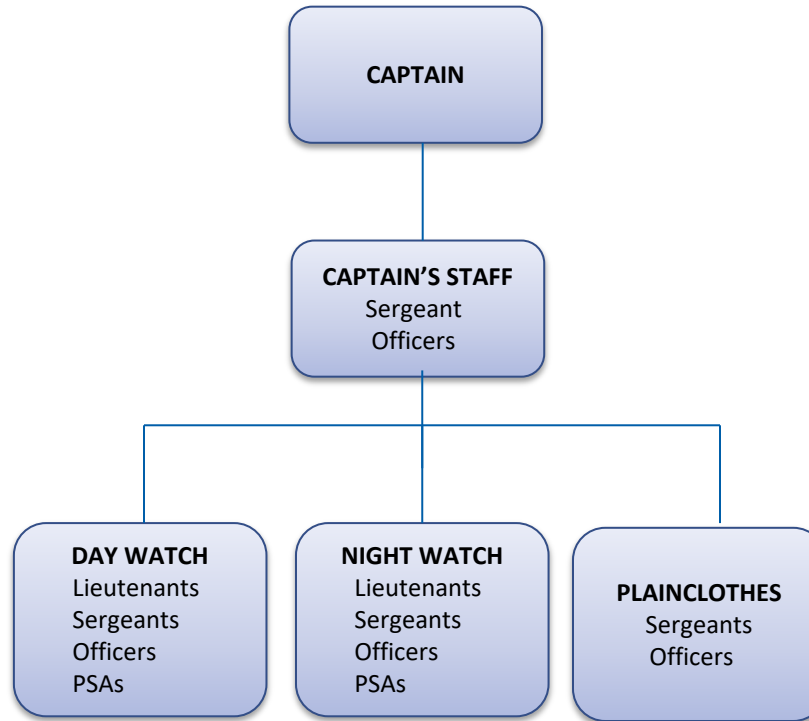 CAPTAIN
CAPTAIN’S STAFF
Sergeant
Officers
DAY WATCH
Lieutenants
Sergeants
Officers
PSAs
NIGHT WATCH
Lieutenants
Sergeants
Officers
PSAs
PLAINCLOTHES
Sergeants
Officers